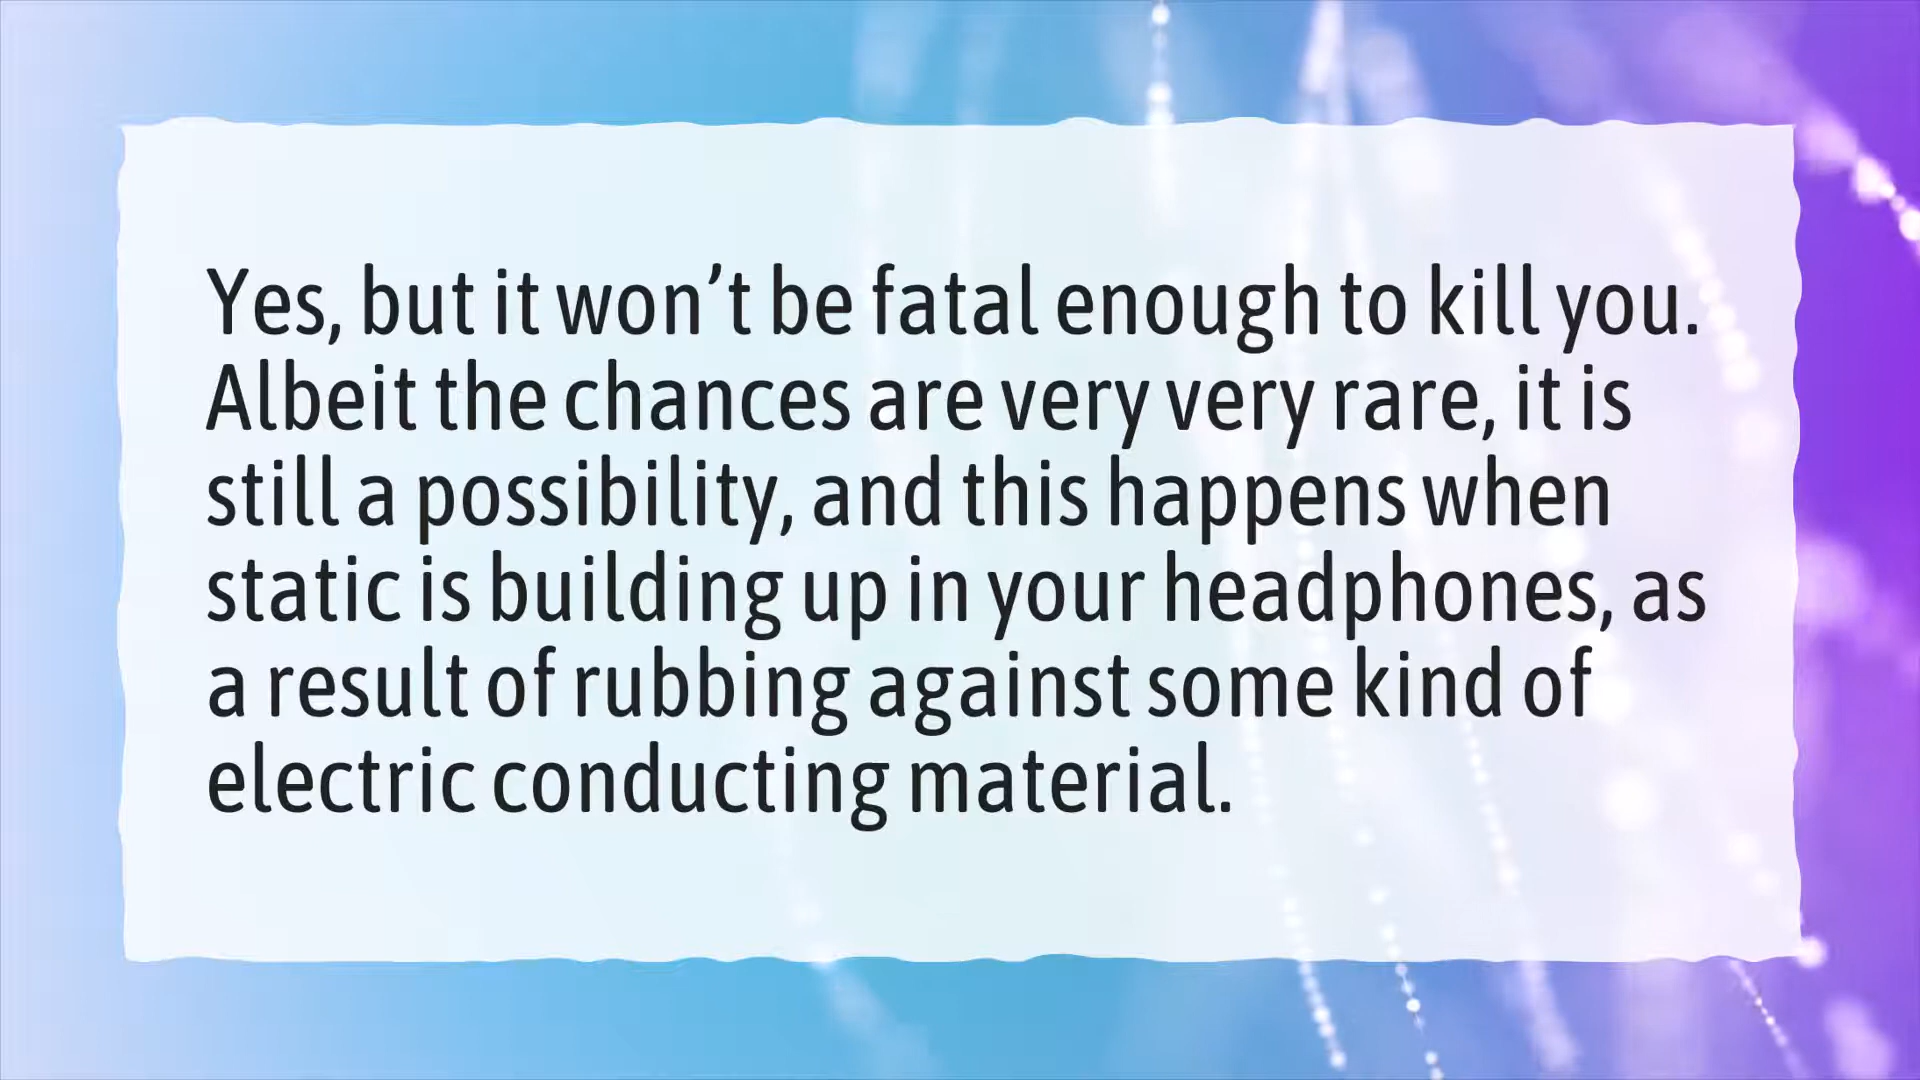 Yes, but it won’t be fatal enough to kill you.
Albeit the chances are very very rare, it is
still a possibility, and this happens when
static is building up in your headphones, as
a result of rubbing against some kind of
electric conducting material.